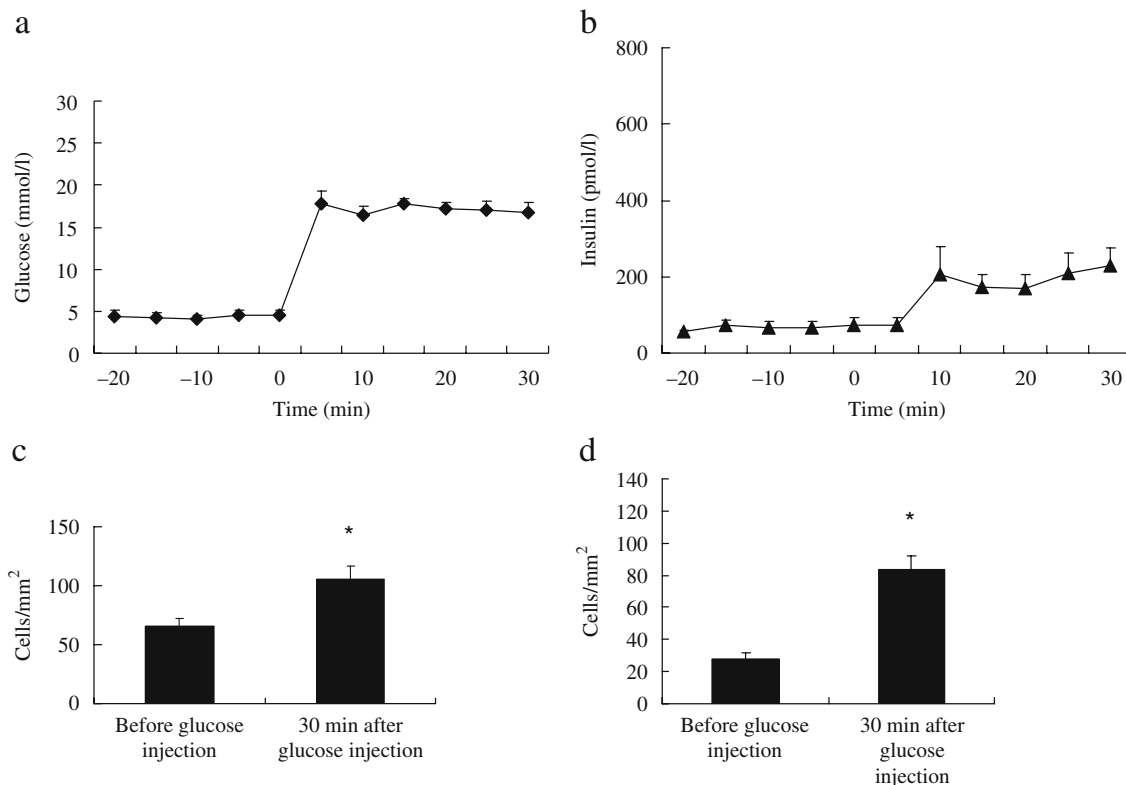 a
30
25
20
15
10
5
0
Glucose (mmol/l)
–20 –10 0 10 20 30
Time (min)
b
800
600
400
200
0
Insulin (pmol/l)
–20 –10 0 10 20 30
Time (min)
c
150
100
50
0
Cells/mm²
*
Before glucose
injection
30 min after
glucose injection
d
140
120
100
80
60
40
20
0
Cells/mm²
*
Before glucose
injection
30 min after
glucose
injection